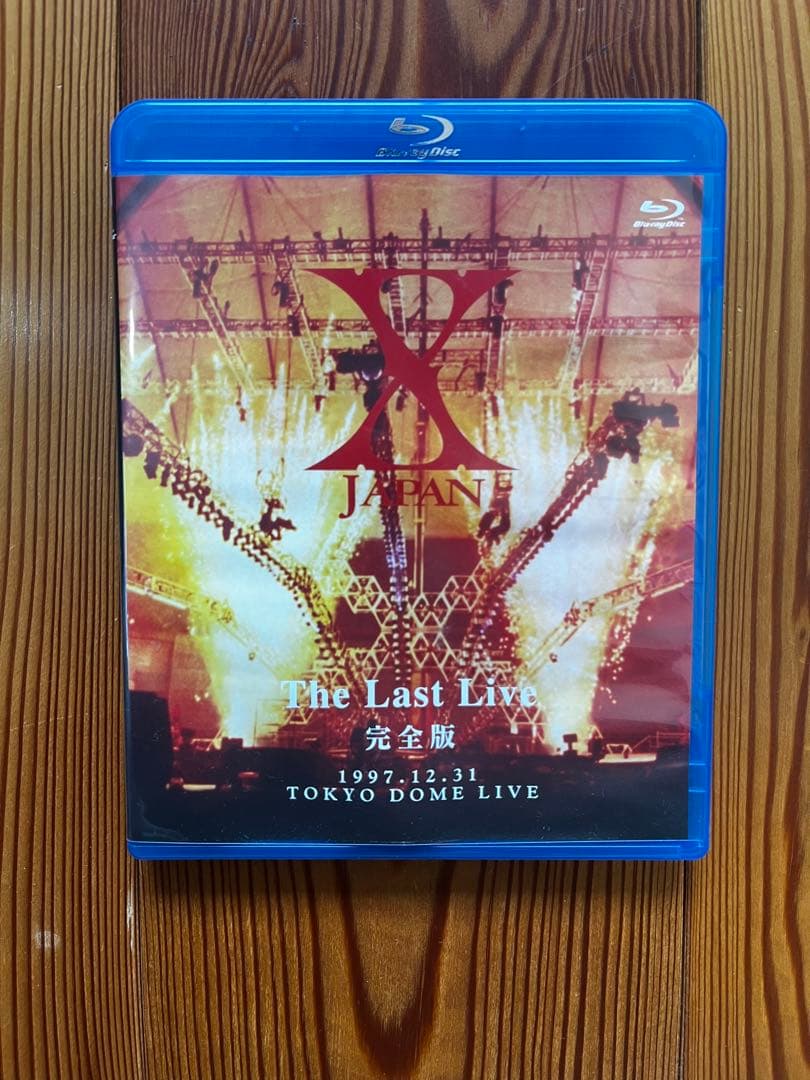 Blu-ray Disc
Blu-ray Disc
X
JAPAN
The Last Live
完全版
1997.12.31
TOKYO DOME LIVE